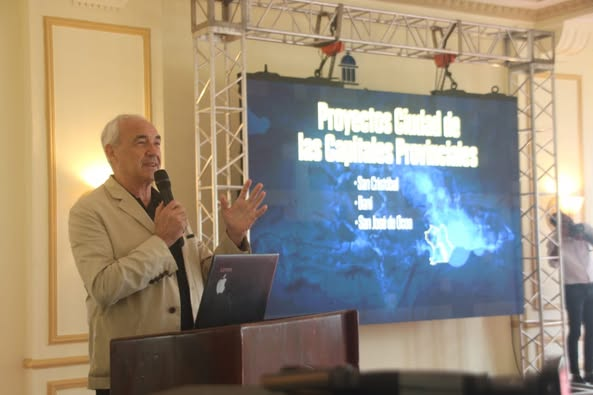 Proyectos Ciudad de
las Capitales Provinciales
•San Cristóbal
•Baní
•San José de Ocoa